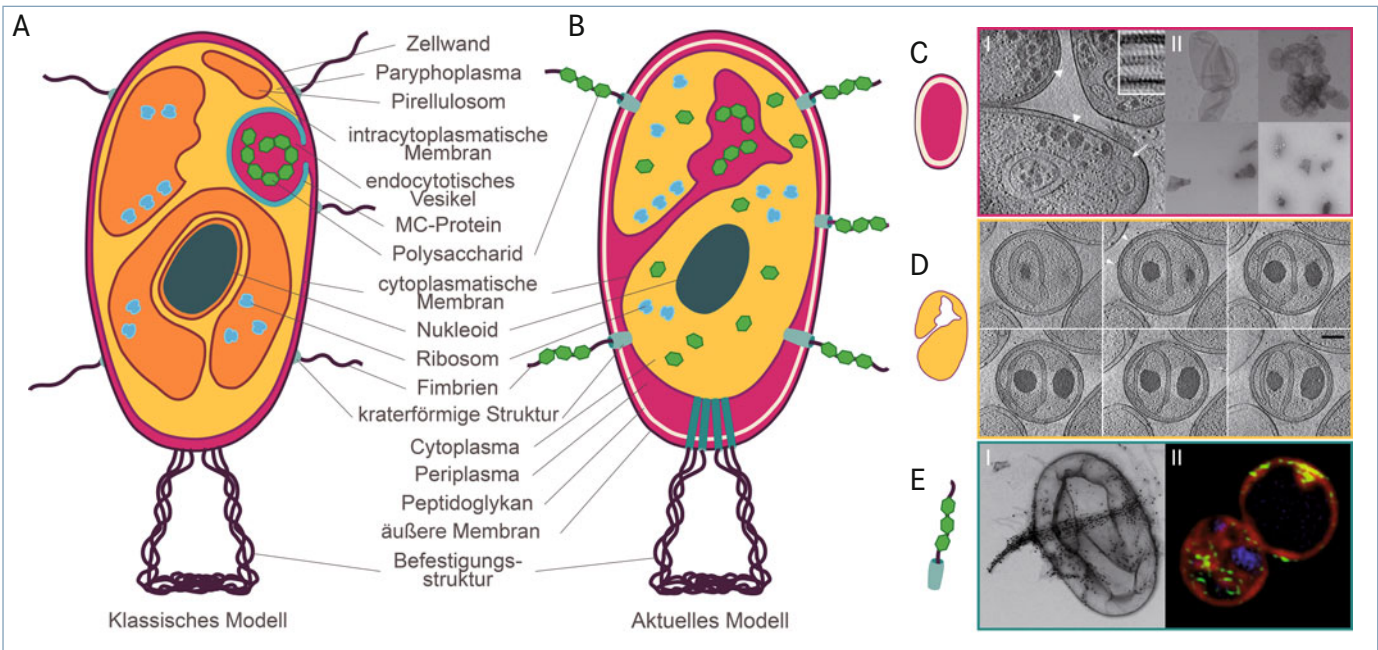 A
B
Zellwand
Paryphoplasma
Pirellulosom
intracytoplasmatische
Membran
endocytotisches
Vesikel
MC-Protein
Polysaccharid
cytoplasmatische
Membran
Nukleoid
Ribosom
Fimbrien
kraterförmige Struktur
Cytoplasma
Periplasma
Peptidoglykan
äußere Membran
Befestigungs-
struktur
Klassisches Modell
Aktuelles Modell
C
I
II
D
E
I
II